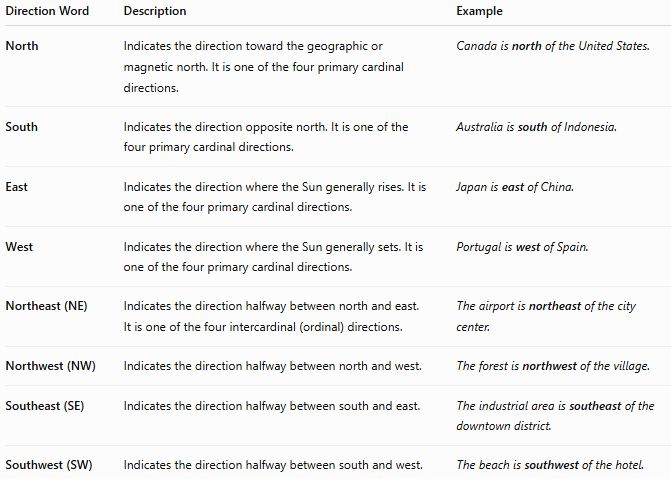 Direction Word Description Example
North Indicates the direction toward the geographic or Canada is north of the United States.
magnetic north. It is one of the four primary cardinal
directions.
South Indicates the direction opposite north. It is one of the Australia is south of Indonesia.
four primary cardinal directions.
East Indicates the direction where the Sun generally rises. It is Japan is east of China.
one of the four primary cardinal directions.
West Indicates the direction where the Sun generally sets. It is Portugal is west of Spain.
one of the four primary cardinal directions.
Northeast (NE) Indicates the direction halfway between north and east. The airport is northeast of the city
It is one of the four intercardinal (ordinal) directions. center.
Northwest (NW) Indicates the direction halfway between north and west. The forest is northwest of the village.
Southeast (SE) Indicates the direction halfway between south and east. The industrial area is southeast of the
downtown district.
Southwest (SW) Indicates the direction halfway between south and west. The beach is southwest of the hotel.